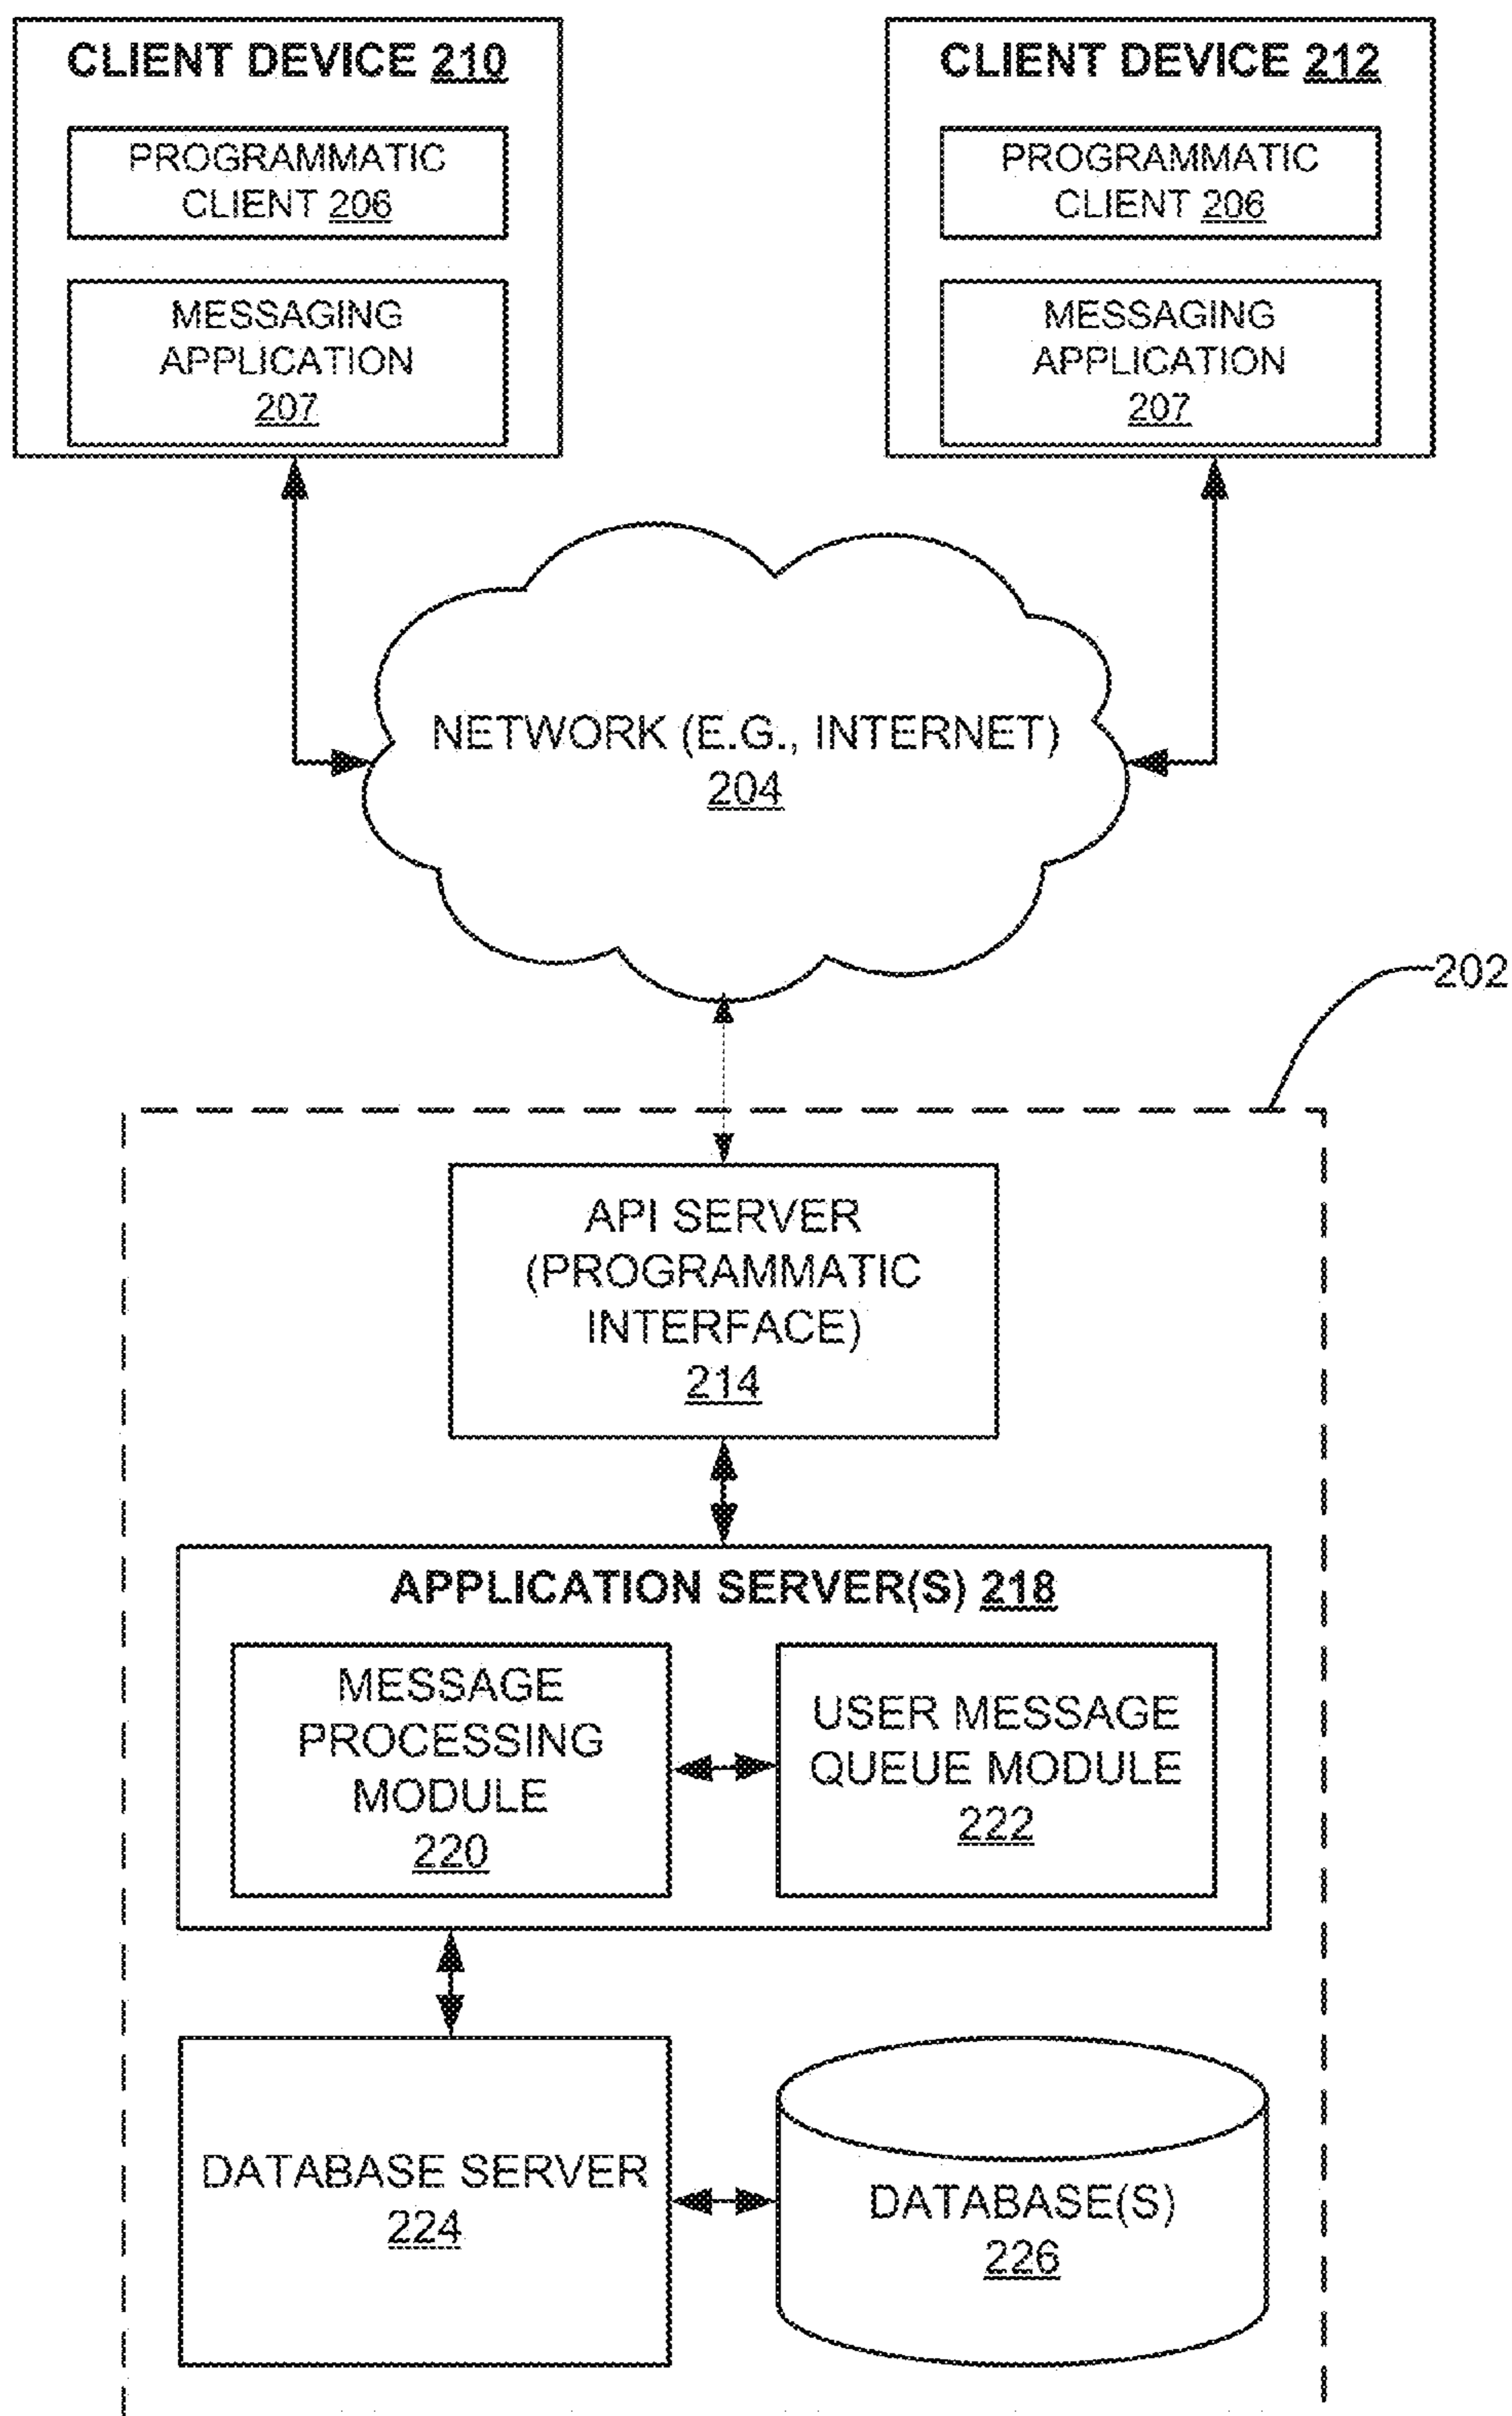 CLIENT DEVICE 210
PROGRAMMATIC
CLIENT 206
MESSAGING
APPLICATION
207
CLIENT DEVICE 212
PROGRAMMATIC
CLIENT 206
MESSAGING
APPLICATION
207
NETWORK (E.G., INTERNET)
204
202
API SERVER
(PROGRAMMATIC
INTERFACE)
214
APPLICATION SERVER(S) 218
MESSAGE
PROCESSING
MODULE
220
USER MESSAGE
QUEUE MODULE
222
DATABASE SERVER
224
DATABASE(S)
226